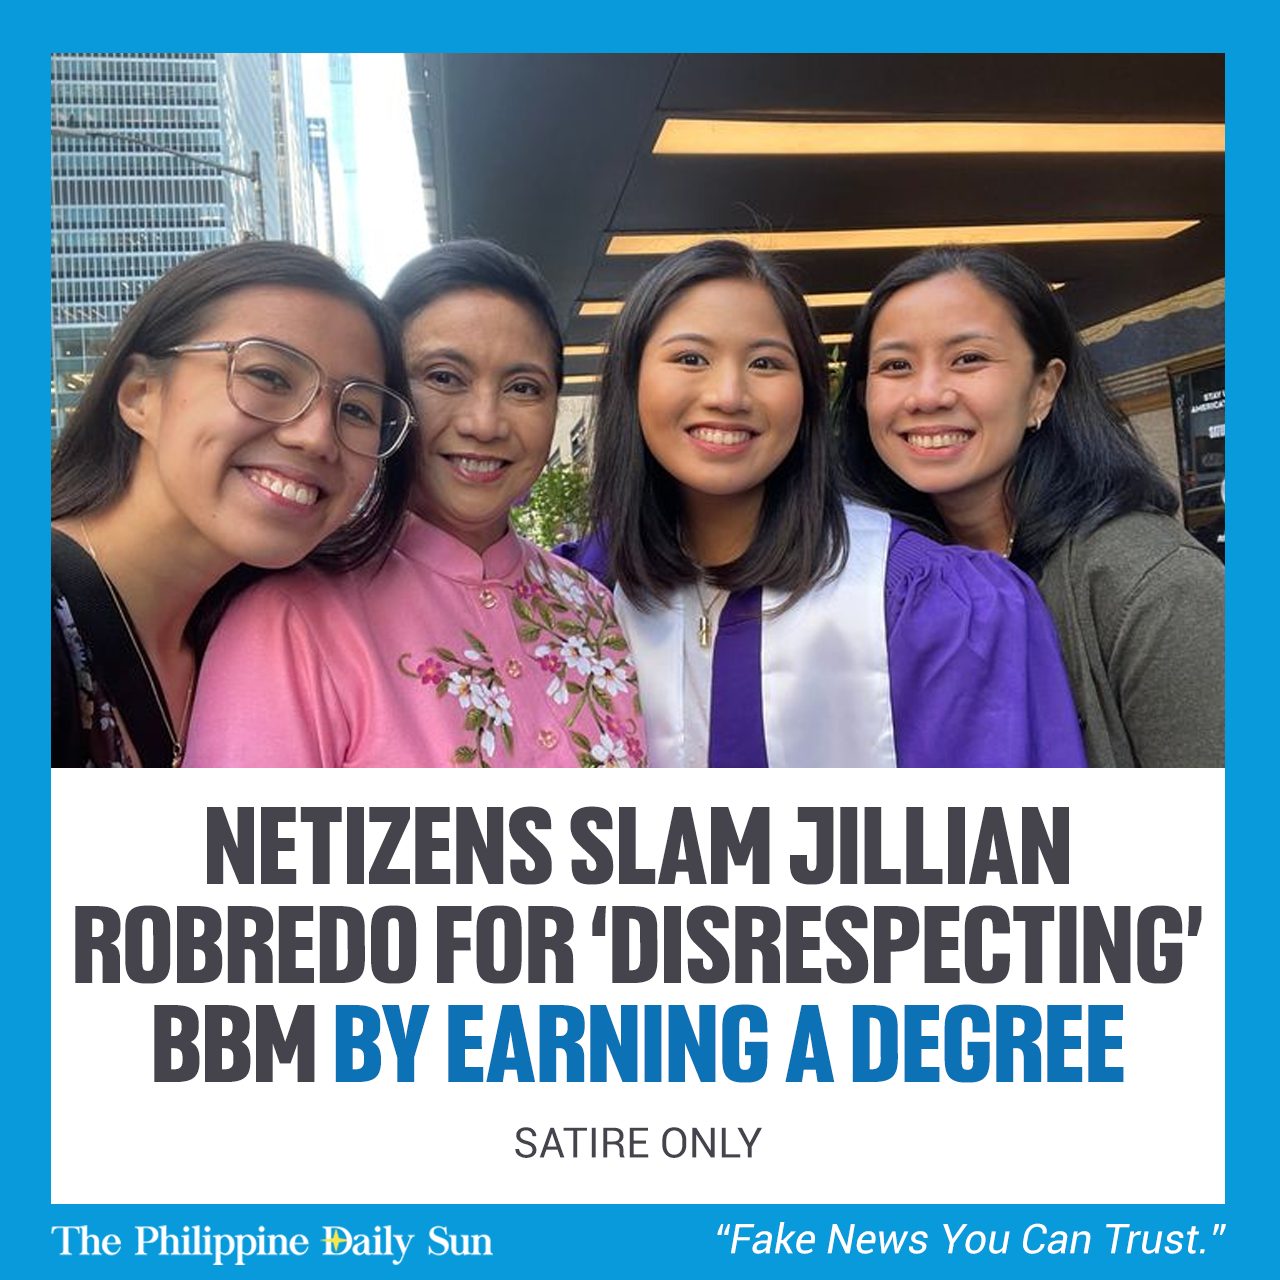 NETIZENS SLAM JILLIAN
ROBREDO FOR ‘DISRESPECTING’
BBM BY EARNING A DEGREE
SATIRE ONLY
The Philippine Daily Sun
“Fake News You Can Trust.”